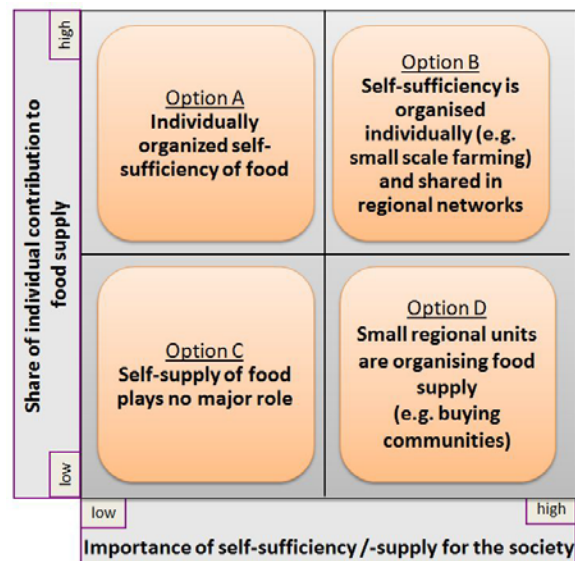 high
Share of individual contribution to
food supply
low
Option A
Individually
organized self-
sufficiency of food
Option B
Self-sufficiency is
organised
individually (e.g.
small scale farming)
and shared in
regional networks
Option C
Self-supply of food
plays no major role
Option D
Small regional units
are organising food
supply
(e.g. buying
communities)
low
high
Importance of self-sufficiency /-supply for the society